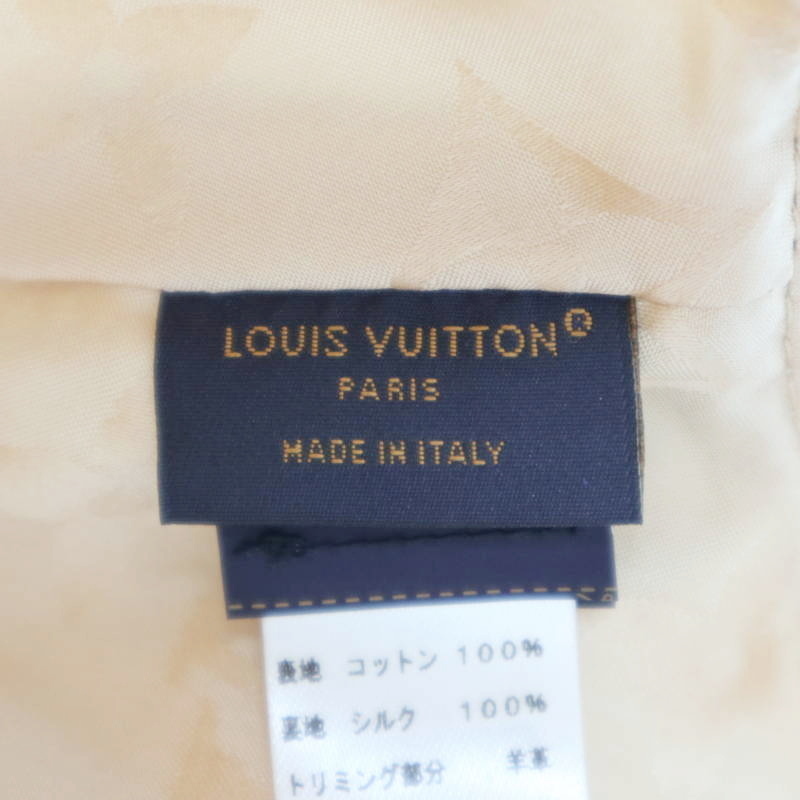 LOUIS VUITTON®
PARIS
MADE IN ITALY
表地 コットン 100%
裏地 シルク 100%
トリミング部分 羊革